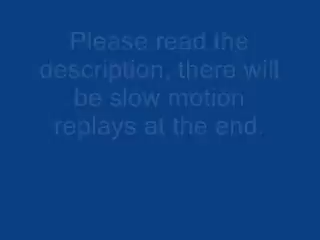 Please read the
description, there will
be slow motion
replays at the end.